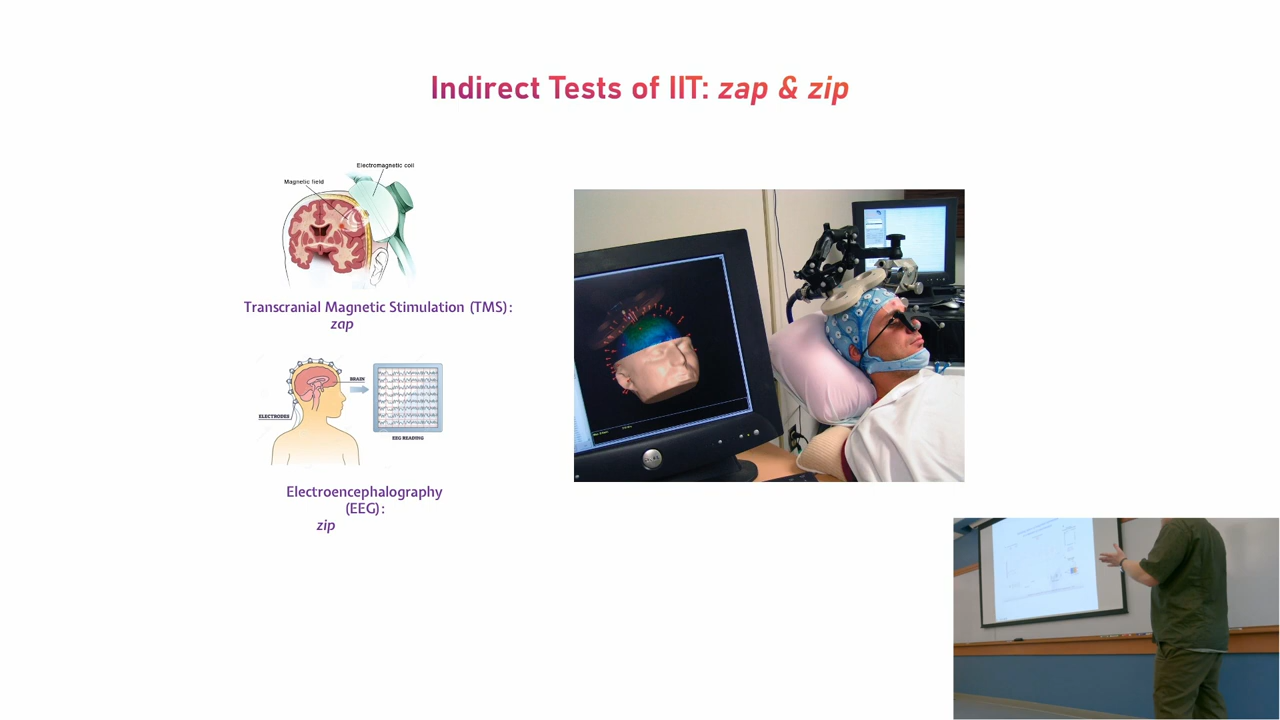 Indirect Tests of IIT: zap & zip
Electromagnetic coil
Magnetic field
Transcranial Magnetic Stimulation (TMS):
zap
BRAIN
ELECTRODES
EEG READING
Electroencephalography
(EEG):
zip